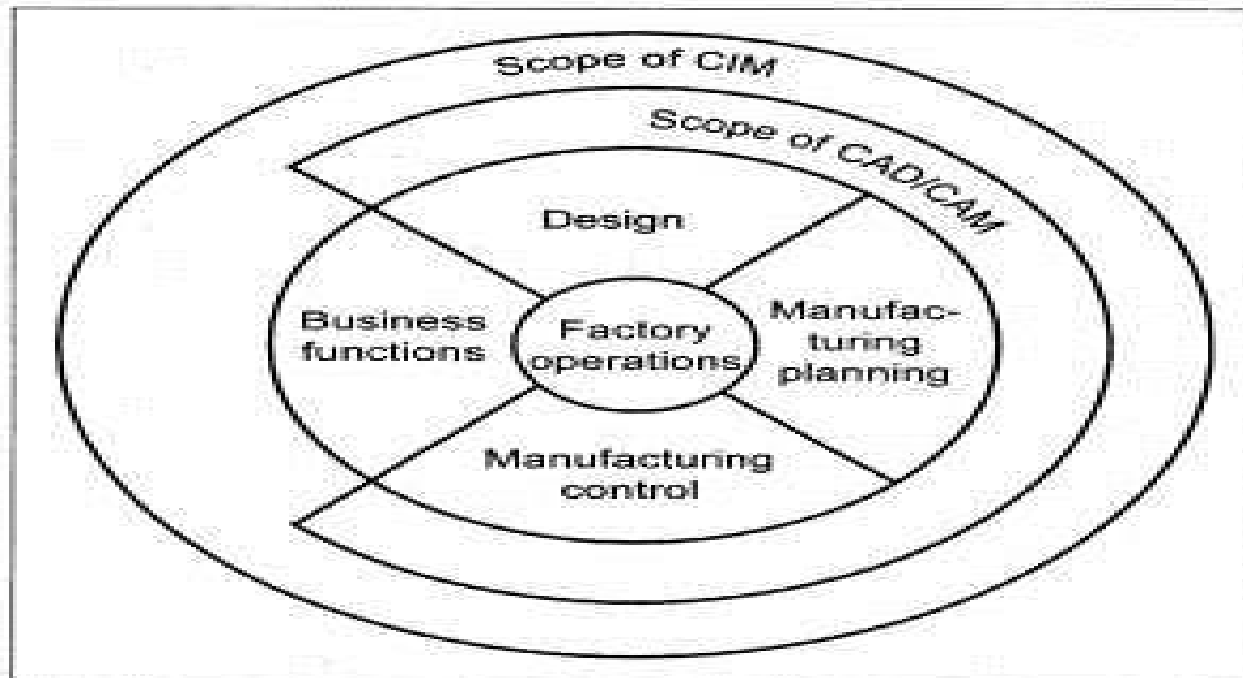 Scope of CIM
Scope of CAD/CAM
Design
Business
functions
Factory
operations
Manufac-
turing
planning
Manufacturing
control